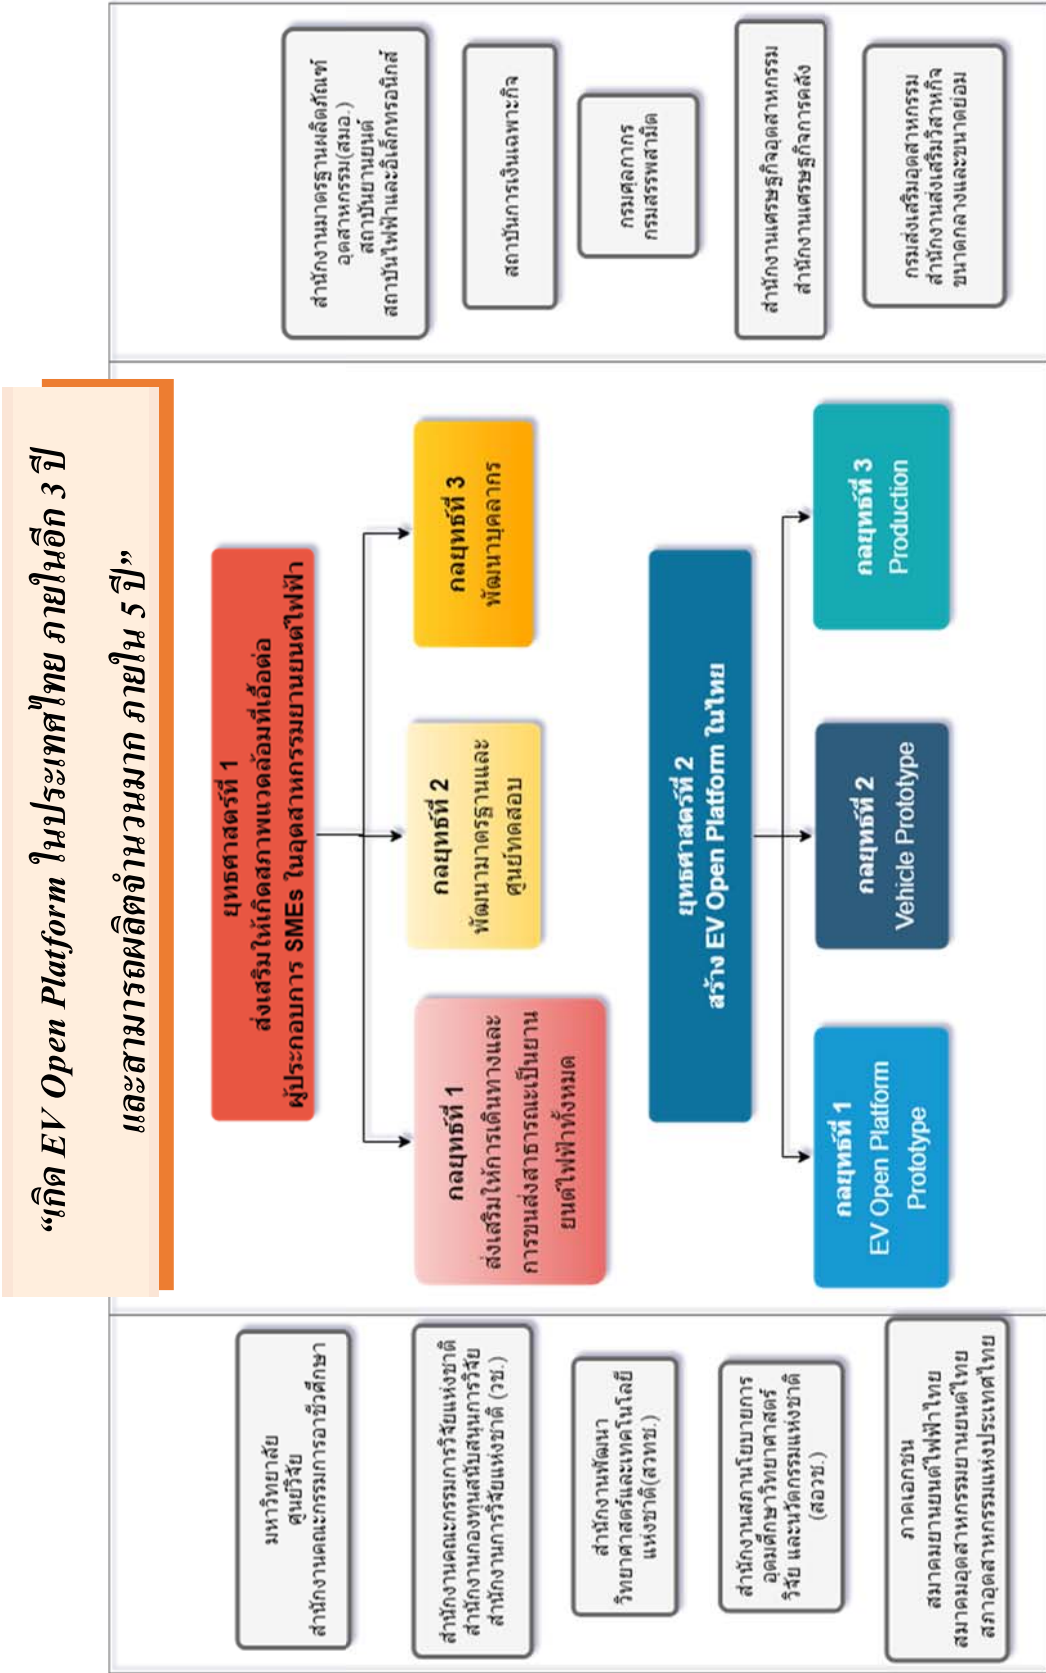 “เกิด EV Open Platform ในประเทศไทย ภายในอีก 3 ปี
และสามารถผลิตจำนวนมาก ภายใน 5 ปี”
มหาวิทยาลัย
ศูนย์วิจัย
สำนักงานคณะกรรมการอาชีวศึกษา
สำนักงานคณะกรรมการวิจัยแห่งชาติ
สำนักงานกองทุนสนับสนุนการวิจัย
สำนักงานการวิจัยแห่งชาติ (วช.)
สำนักงานพัฒนา
วิทยาศาสตร์และเทคโนโลยี
แห่งชาติ(สวทช.)
สำนักงานสภานโยบายการ
อุดมศึกษาวิทยาศาสตร์
วิจัย และนวัตกรรมแห่งชาติ
(สอวช.)
ภาคเอกชน
สมาคมยานยนต์ไฟฟ้าไทย
สมาคมอุตสาหกรรมยานยนต์ไทย
สภาอุตสาหกรรมแห่งประเทศไทย
ยุทธศาสตร์ที่ 1
ส่งเสริมให้เกิดสภาพแวดล้อมที่เอื้อต่อ
ผู้ประกอบการ SMEs ในอุตสาหกรรมยานยนต์ไฟฟ้า
กลยุทธ์ที่ 1
ส่งเสริมให้การเดินทางและ
การขนส่งสาธารณะเป็นยาน
ยนต์ไฟฟ้าทั้งหมด
กลยุทธ์ที่ 2
พัฒนามาตรฐานและ
ศูนย์ทดสอบ
กลยุทธ์ที่ 3
พัฒนาบุคลากร
ยุทธศาสตร์ที่ 2
สร้าง EV Open Platform ในไทย
กลยุทธ์ที่ 1
EV Open Platform
Prototype
กลยุทธ์ที่ 2
Vehicle Prototype
กลยุทธ์ที่ 3
Production
สำนักงานมาตรฐานผลิตภัณฑ์
อุตสาหกรรม(สมอ.)
สถาบันยานยนต์
สถาบันไฟฟ้าและอิเล็กทรอนิกส์
สถาบันการเงินเฉพาะกิจ
กรมศุลกากร
กรมสรรพสามิต
สำนักงานเศรษฐกิจอุตสาหกรรม
สำนักงานเศรษฐกิจการคลัง
กรมส่งเสริมอุตสาหกรรม
สำนักงานส่งเสริมวิสาหกิจ
ขนาดกลางและขนาดย่อม